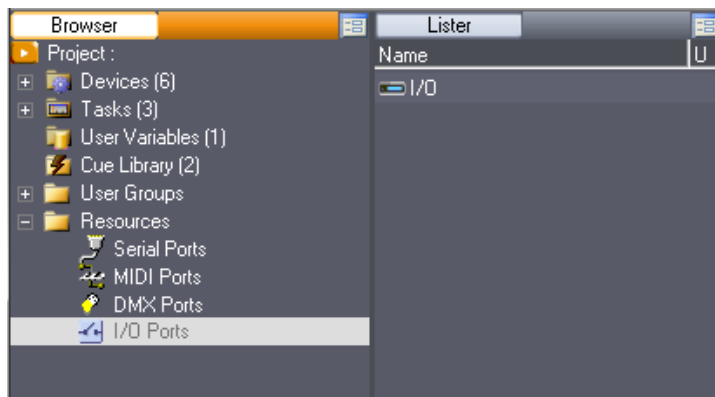 Browser
Project :
Devices (6)
Tasks (3)
User Variables (1)
Cue Library (2)
User Groups
Resources
Serial Ports
MIDI Ports
DMX Ports
I/O Ports
Lister
Name U
I/O